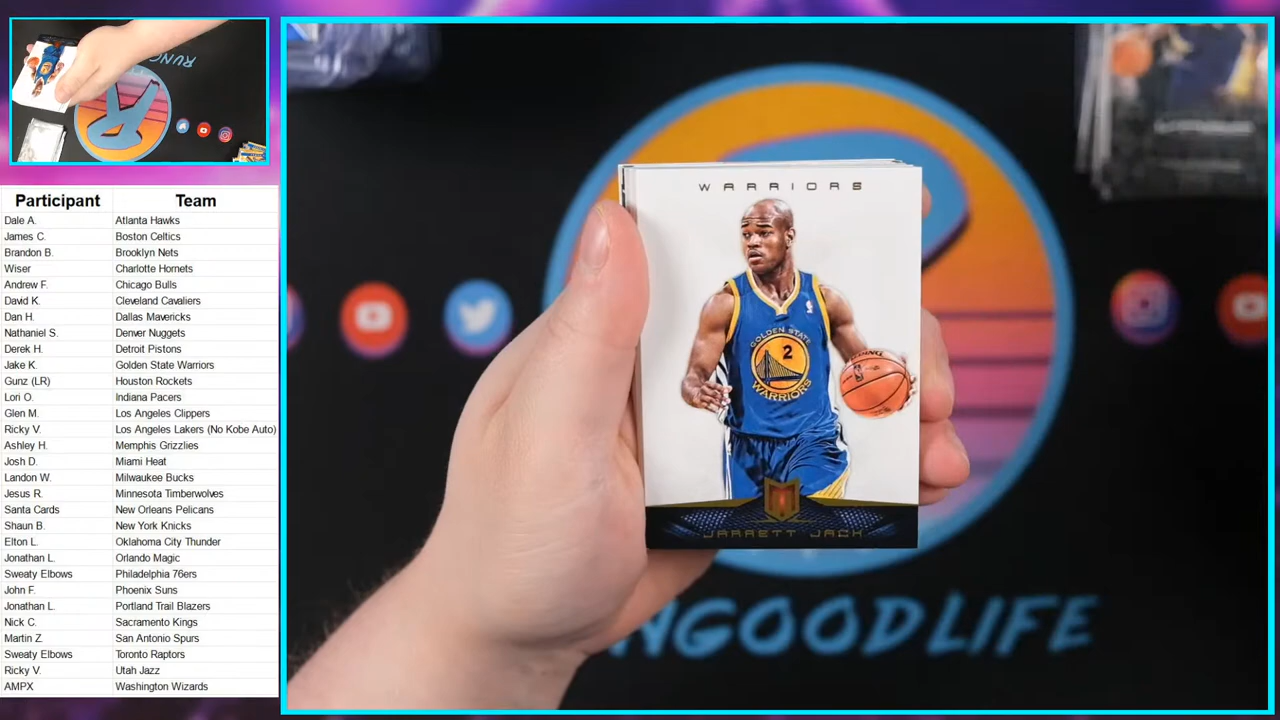 Participant Team
Dale A. Atlanta Hawks
James C. Boston Celtics
Brandon B. Brooklyn Nets
Wiser Charlotte Hornets
Andrew F. Chicago Bulls
David K. Cleveland Cavaliers
Dan H. Dallas Mavericks
Nathaniel S. Denver Nuggets
Derek H. Detroit Pistons
Jake K. Golden State Warriors
Gunz (LR) Houston Rockets
Lori O. Indiana Pacers
Glen M. Los Angeles Clippers
Ricky V. Los Angeles Lakers (No Kobe Auto)
Ashley H. Memphis Grizzlies
Josh D. Miami Heat
Landon W. Milwaukee Bucks
Jesus R. Minnesota Timberwolves
Santa Cards New Orleans Pelicans
Shaun B. New York Knicks
Elton L. Oklahoma City Thunder
Jonathan L. Orlando Magic
Sweaty Elbows Philadelphia 76ers
John F. Phoenix Suns
Jonathan L. Portland Trail Blazers
Nick C. Sacramento Kings
Martin Z. San Antonio Spurs
Sweaty Elbows Toronto Raptors
Ricky V. Utah Jazz
AMPX Washington Wizards
WARRIORS
GOLDEN STATE
2
WARRIORS
JARRETT JACK
NGOODLIFE